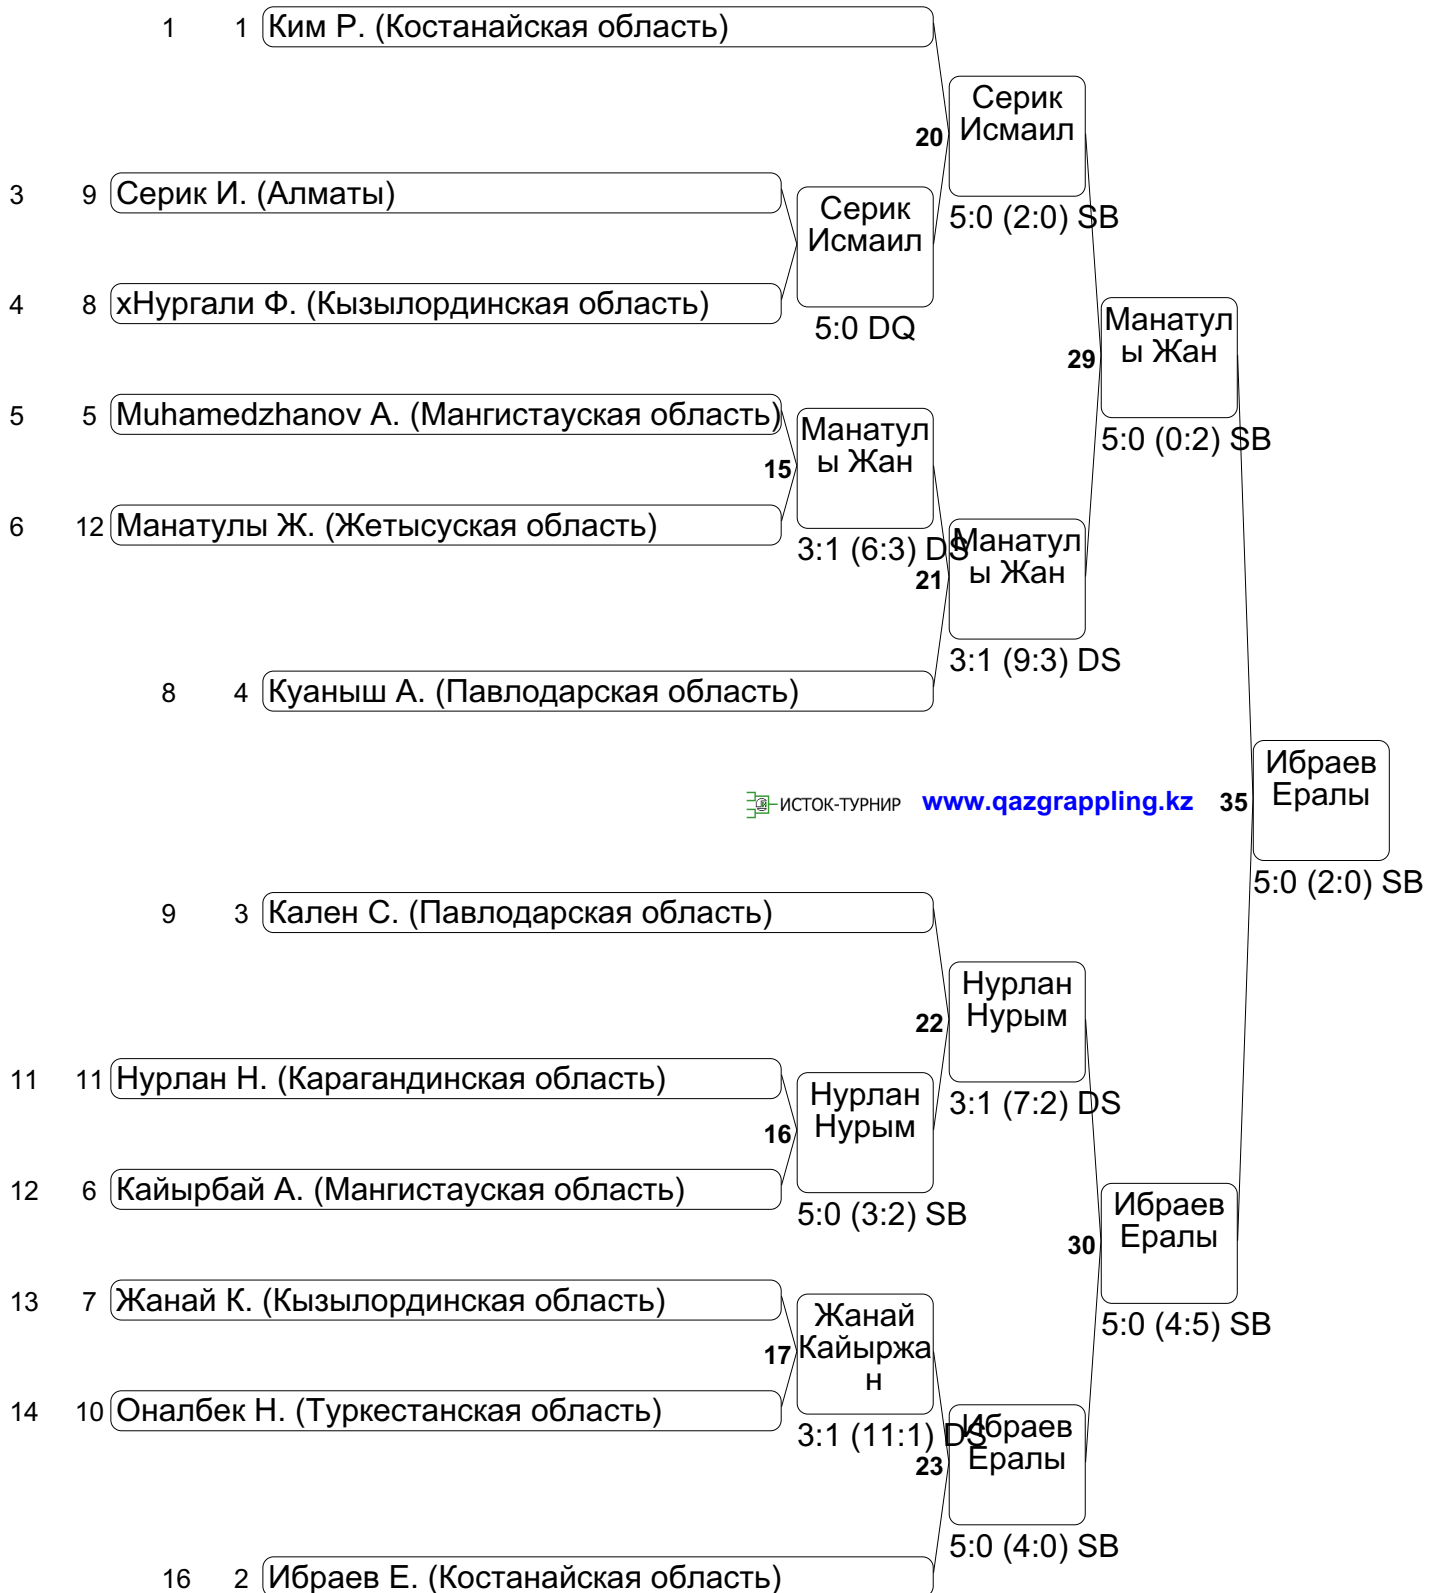 1 1 Ким Р. (Костанайская область)
Серик
Исмаил
20
5:0 (2:0) SB
3 9 Серик И. (Алматы)
Серик
Исмаил
4 8 хНургали Ф. (Кызылординская область)
5:0 DQ
Манатул
ы Жан
29
5:0 (0:2) SB
5 5 Muhamedzhanov A. (Мангистауская область)
Манатул
ы Жан
15
6 12 Манатулы Ж. (Жетысуская область)
3:1 (6:3) DS
Манатул
ы Жан
21
3:1 (9:3) DS
8 4 Куаныш А. (Павлодарская область)
Ибраев
Ералы
ИСТОК-ТУРНИР www.qazgrappling.kz 35
5:0 (2:0) SB
9 3 Кален С. (Павлодарская область)
Нурлан
Нурым
22
3:1 (7:2) DS
11 11 Нурлан Н. (Карагандинская область)
Нурлан
Нурым
16
12 6 Кайырбай А. (Мангистауская область)
5:0 (3:2) SB
Ибраев
Ералы
30
5:0 (4:5) SB
13 7 Жанай К. (Кызылординская область)
Жанай
Кайыржа
н
17
14 10 Оналбек Н. (Туркестанская область)
3:1 (11:1) DS
Ибраев
Ералы
23
5:0 (4:0) SB
16 2 Ибраев Е. (Костанайская область)